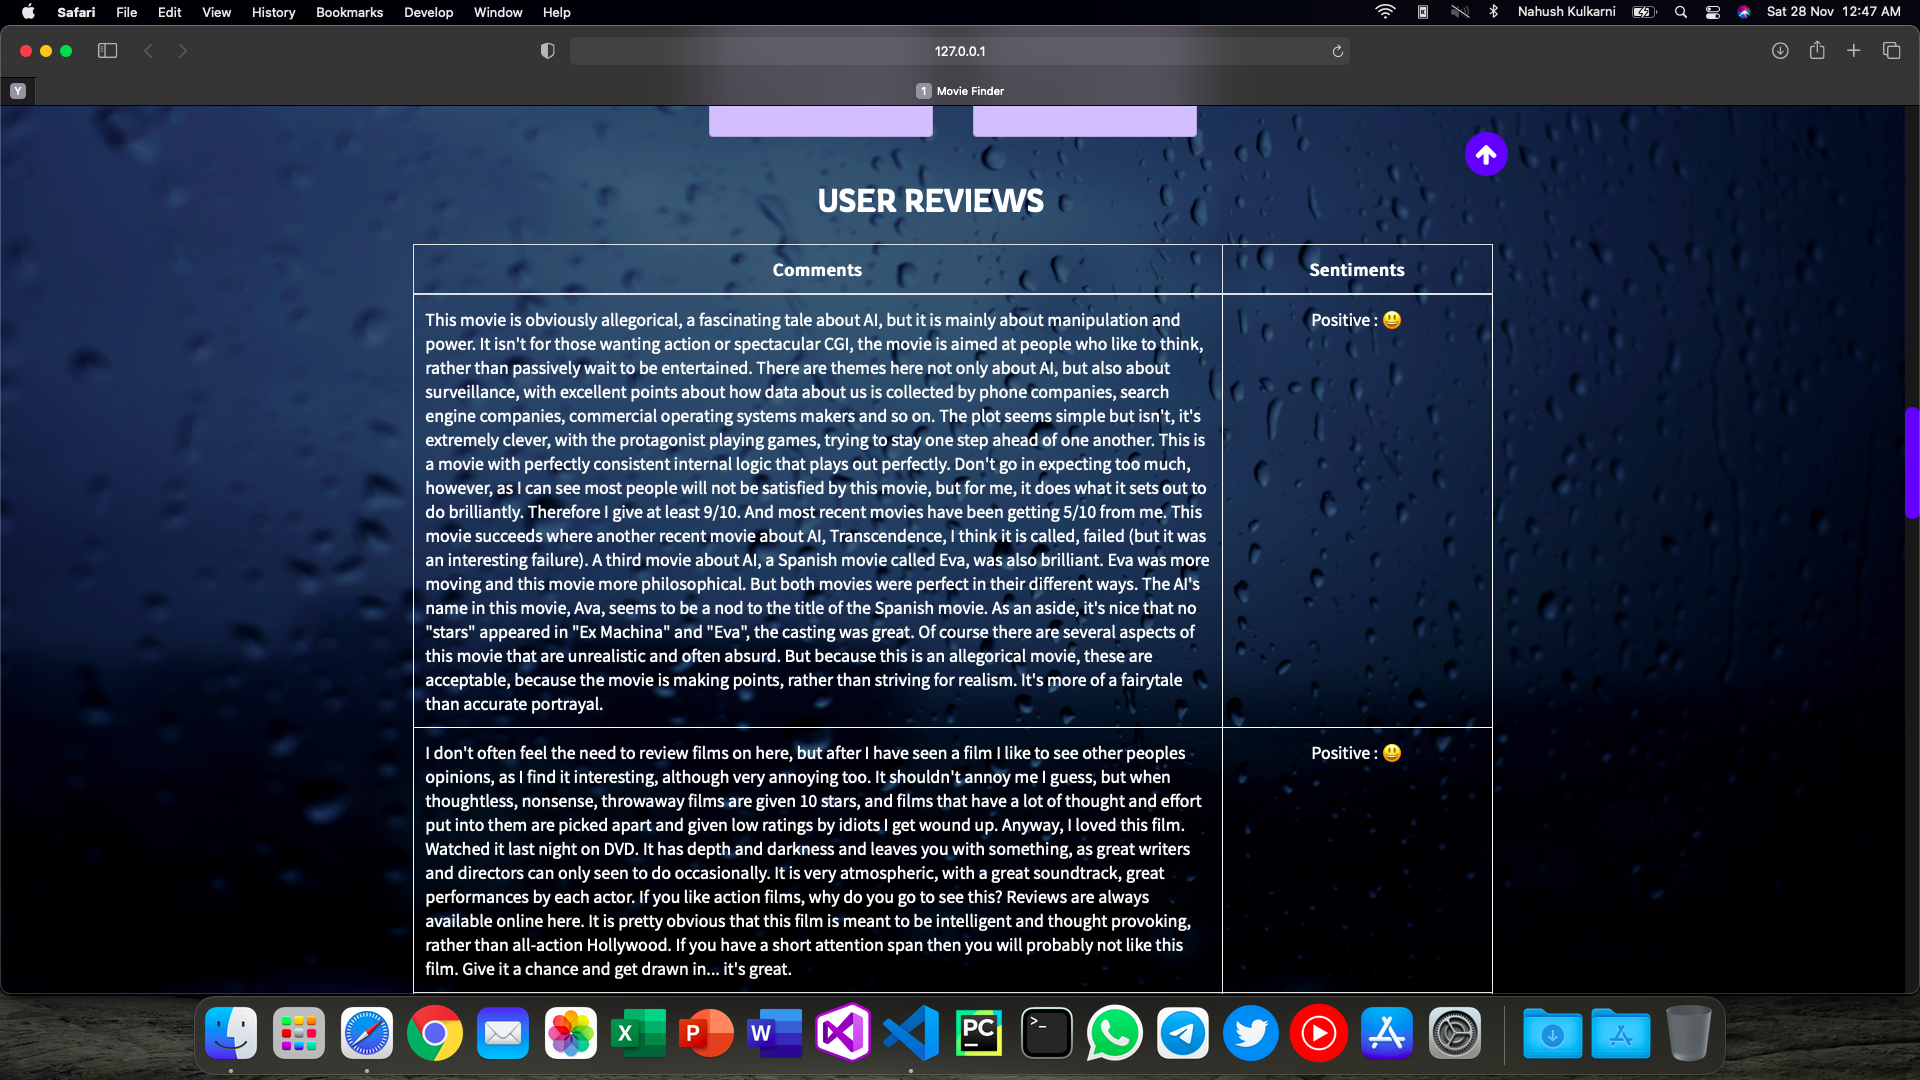 Safari File Edit View History Bookmarks Develop Window Help Nahush Kulkarni Sat 28 Nov 12:47 AM
127.0.0.1
Y 1 Movie Finder
USER REVIEWS
Comments Sentiments
This movie is obviously allegorical, a fascinating tale about AI, but it is mainly about manipulation and Positive : 😃
power. It isn't for those wanting action or spectacular CGI, the movie is aimed at people who like to think,
rather than passively wait to be entertained. There are themes here not only about AI, but also about
surveillance, with excellent points about how data about us is collected by phone companies, search
engine companies, commercial operating systems makers and so on. The plot seems simple but isn't, it's
extremely clever, with the protagonist playing games, trying to stay one step ahead of one another. This is
a movie with perfectly consistent internal logic that plays out perfectly. Don't go in expecting too much,
however, as I can see most people will not be satisfied by this movie, but for me, it does what it sets out to
do brilliantly. Therefore I give at least 9/10. And most recent movies have been getting 5/10 from me. This
movie succeeds where another recent movie about AI, Transcendence, I think it is called, failed (but it was
an interesting failure). A third movie about AI, a Spanish movie called Eva, was also brilliant. Eva was more
moving and this movie more philosophical. But both movies were perfect in their different ways. The AI's
name in this movie, Ava, seems to be a nod to the title of the Spanish movie. As an aside, it's nice that no
"stars" appeared in "Ex Machina" and "Eva", the casting was great. Of course there are several aspects of
this movie that are unrealistic and often absurd. But because this is an allegorical movie, these are
acceptable, because the movie is making points, rather than striving for realism. It's more of a fairytale
than accurate portrayal.
I don't often feel the need to review films on here, but after I have seen a film I like to see other peoples Positive : 😃
opinions, as I find it interesting, although very annoying too. It shouldn't annoy me I guess, but when
thoughtless, nonsense, throwaway films are given 10 stars, and films that have a lot of thought and effort
put into them are picked apart and given low ratings by idiots I get wound up. Anyway, I loved this film.
Watched it last night on DVD. It has depth and darkness and leaves you with something, as great writers
and directors can only seen to do occasionally. It is very atmospheric, with a great soundtrack, great
performances by each actor. If you like action films, why do you go to see this? Reviews are always
available online here. It is pretty obvious that this film is meant to be intelligent and thought provoking,
rather than all-action Hollywood. If you have a short attention span then you will probably not like this
film. Give it a chance and get drawn in... it's great.
X P W PC >_